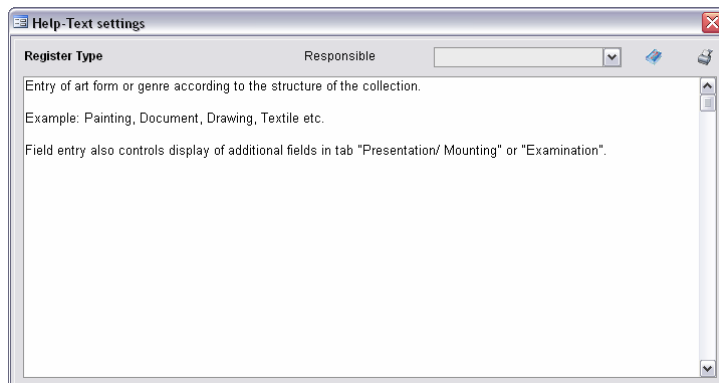 Help-Text settings
Register Type Responsible
Entry of art form or genre according to the structure of the collection.
Example: Painting, Document, Drawing, Textile etc.
Field entry also controls display of additional fields in tab "Presentation/ Mounting" or "Examination".